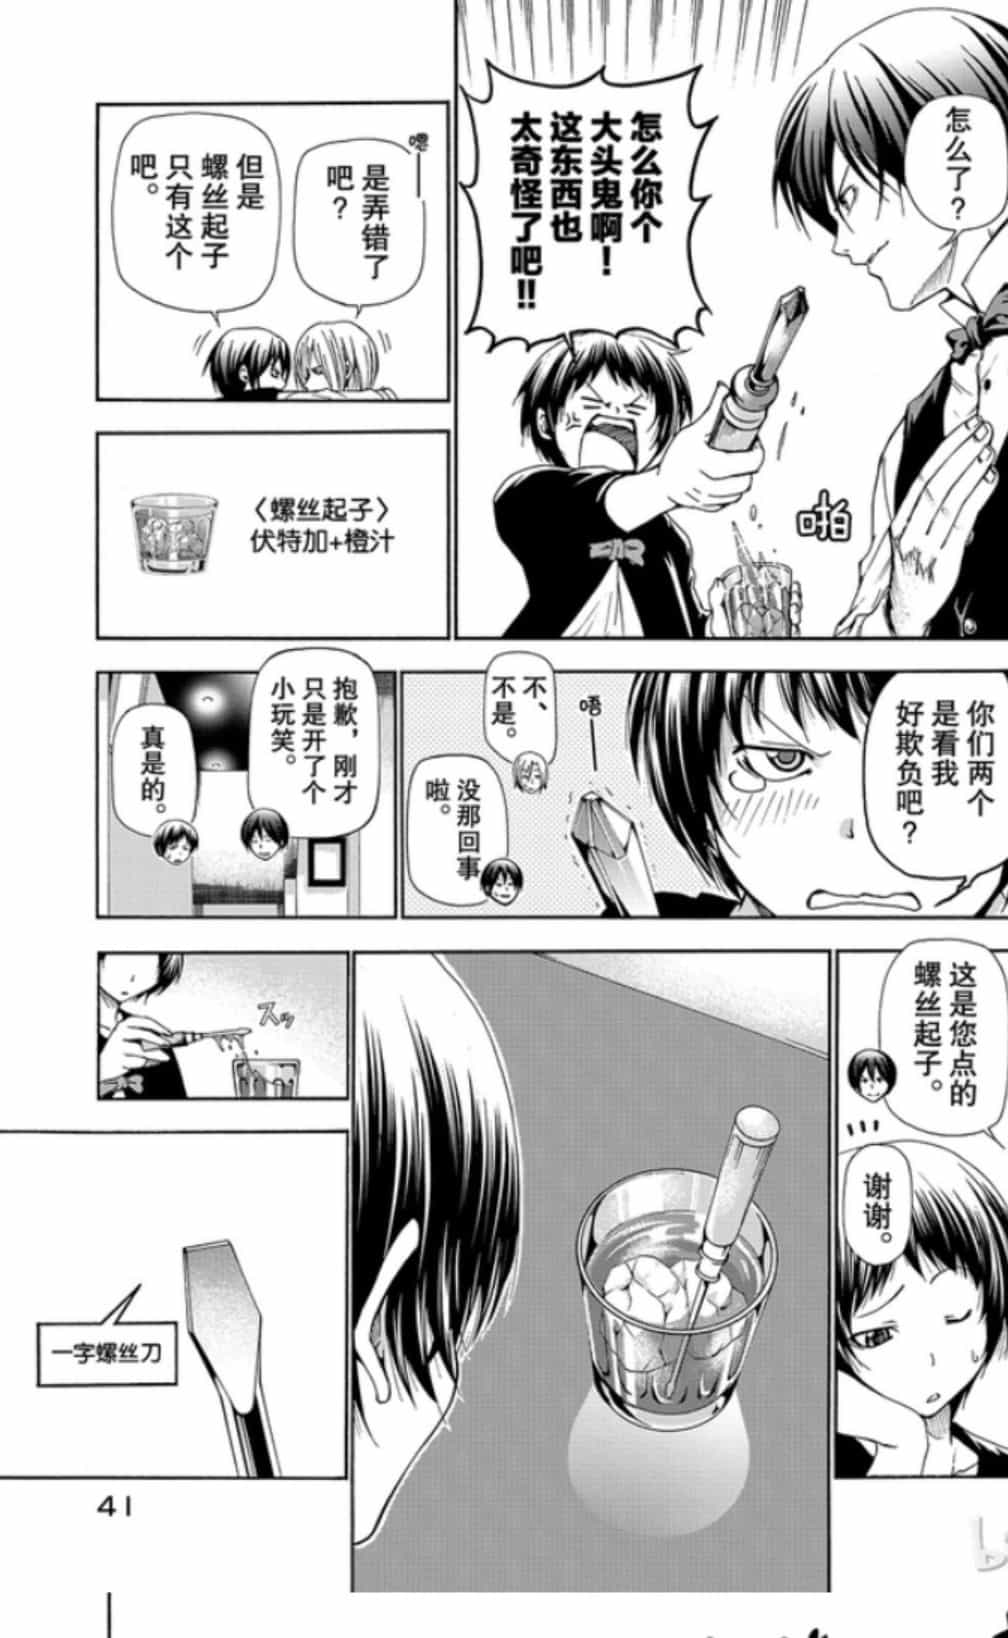 怎么了？
怎么你个
大头鬼啊！
这东西也
太奇怪了吧!!
啪
嗯
是弄错了
吧？
但是
螺丝起子
只有这个
吧。
〈螺丝起子〉
伏特加+橙汁
你们两个
是看我
好欺负吧？
唔
不、
不是。
没那回事
啦。
抱歉，刚才
只是开了个
小玩笑。
真是的。
这是您点的
螺丝起子。
谢谢。
スッ
一字螺丝刀
41